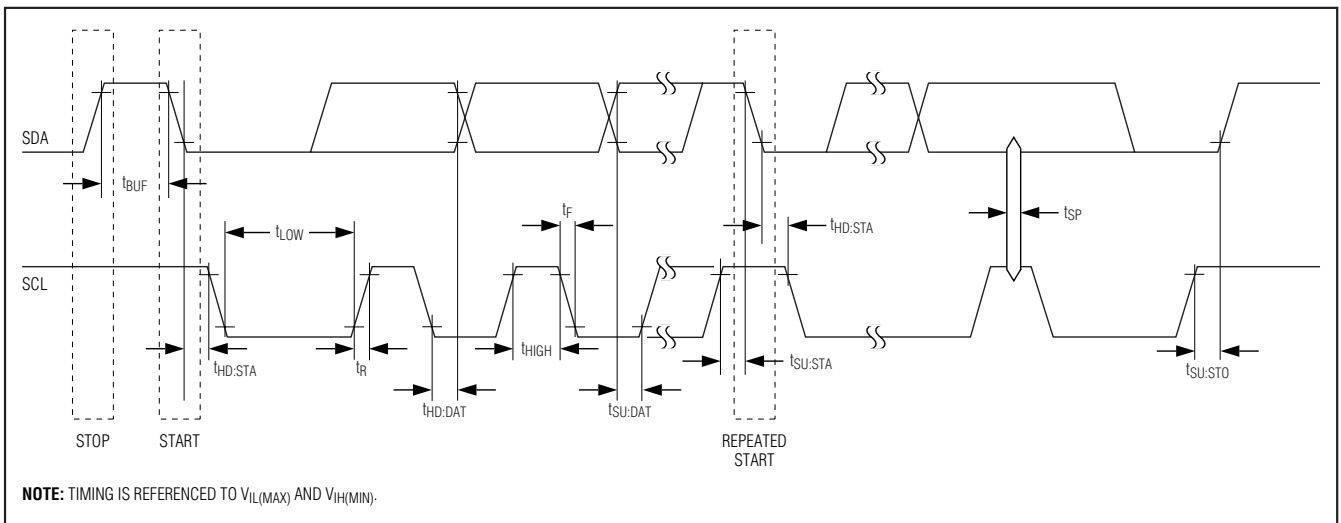 SDA
tBUF
tF
tSP
tHD:STA
tLOW
SCL
tHD:STA
tR
tHIGH
tSU:STA
tSU:STO
tHD:DAT
tSU:DAT
STOP
START
REPEATED
START
NOTE: TIMING IS REFERENCED TO VIL(MAX) AND VIH(MIN).